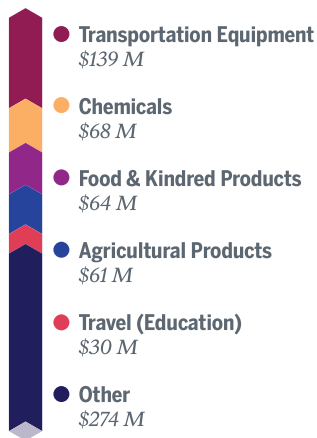 Transportation Equipment
$139 M
Chemicals
$68 M
Food & Kindred Products
$64 M
Agricultural Products
$61 M
Travel (Education)
$30 M
Other
$274 M